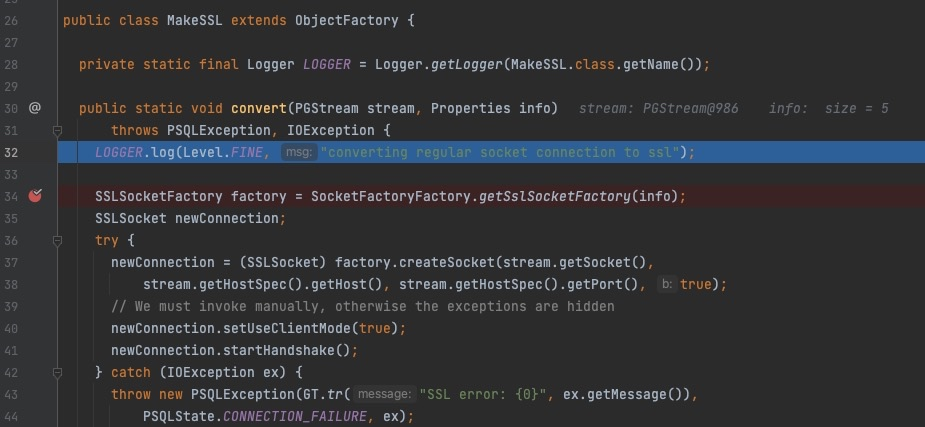 26 public class MakeSSL extends ObjectFactory {
27
28 private static final Logger LOGGER = Logger.getLogger(MakeSSL.class.getName());
29
30 @ public static void convert(PGStream stream, Properties info) stream: PGStream@986 info: size = 5
31 throws PSQLException, IOException {
32 LOGGER.log(Level.FINE, msg: "converting regular socket connection to ssl");
33
34 SSLSocketFactory factory = SocketFactoryFactory.getSslSocketFactory(info);
35 SSLSocket newConnection;
36 try {
37 newConnection = (SSLSocket) factory.createSocket(stream.getSocket(),
38 stream.getHostSpec().getHost(), stream.getHostSpec().getPort(), b: true);
39 // We must invoke manually, otherwise the exceptions are hidden
40 newConnection.setUseClientMode(true);
41 newConnection.startHandshake();
42 } catch (IOException ex) {
43 throw new PSQLException(GT.tr( message: "SSL error: {0}", ex.getMessage()),
44 PSQLState.CONNECTION_FAILURE, ex);